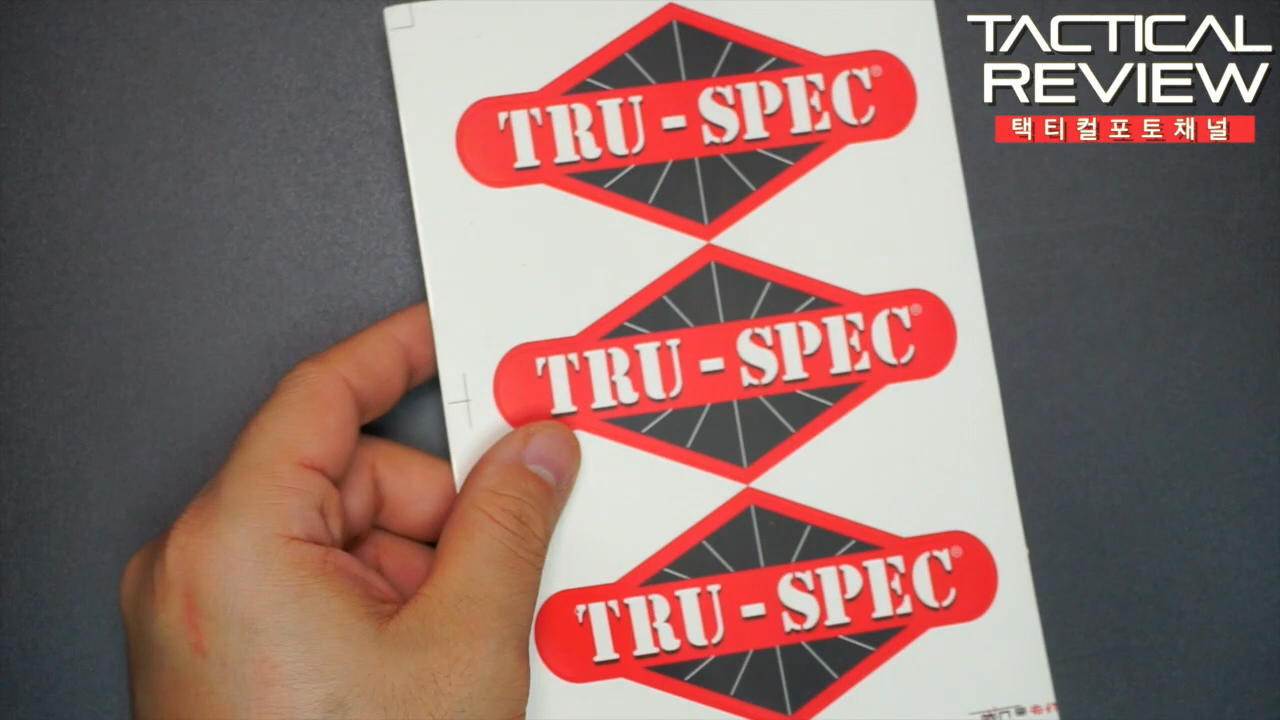 TACTICAL
REVIEW
택티컬포토채널
TRU-SPEC®
TRU-SPEC®
TRU-SPEC®